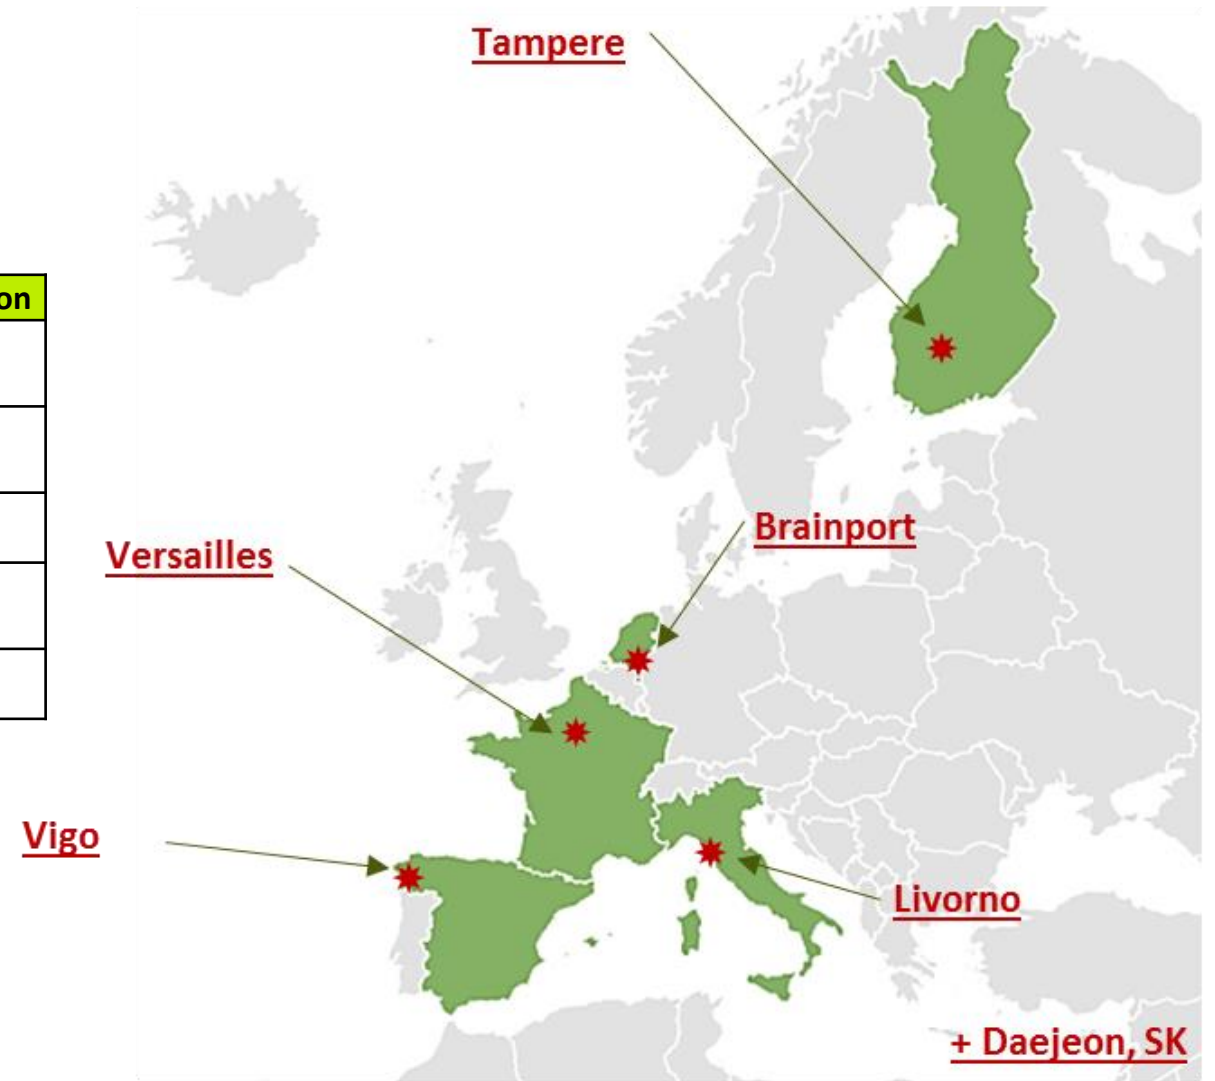 Tampere
on
Brainport
Versailles
Vigo
Livorno
+ Daejeon, SK